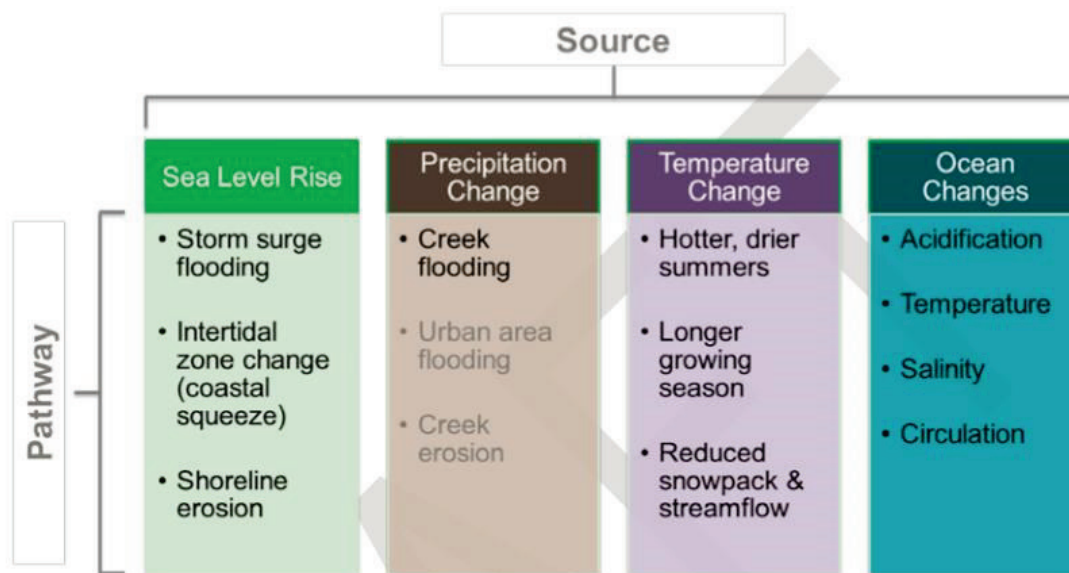 Source
Pathway
Sea Level Rise
• Storm surge
flooding
• Intertidal
zone change
(coastal
squeeze)
• Shoreline
erosion
Precipitation
Change
• Creek
flooding
• Urban area
flooding
• Creek
erosion
Temperature
Change
• Hotter, drier
summers
• Longer
growing
season
• Reduced
snowpack &
streamflow
Ocean
Changes
• Acidification
• Temperature
• Salinity
• Circulation